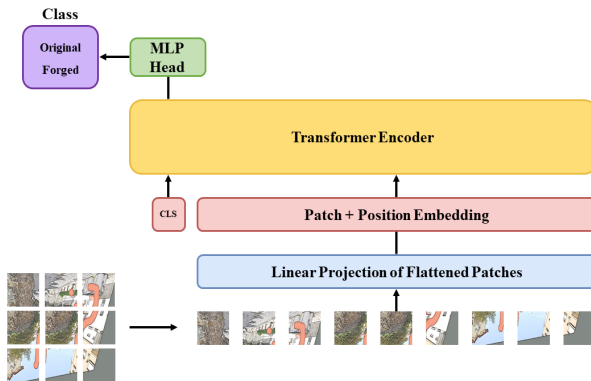 Class
Original
Forged
MLP
Head
Transformer Encoder
CLS
Patch + Position Embedding
Linear Projection of Flattened Patches